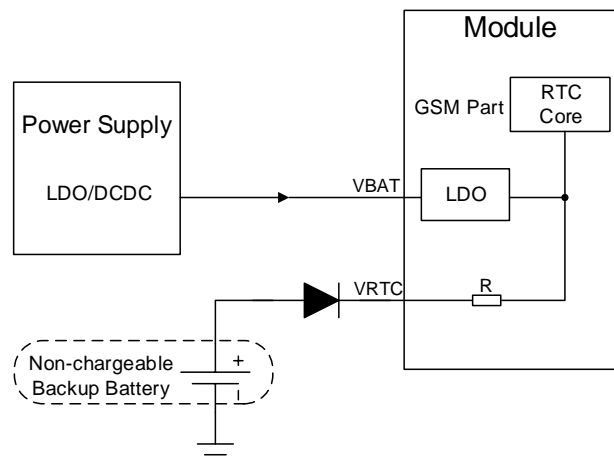 Module
Power Supply
LDO/DCDC
GSM Part
RTC
Core
VBAT
LDO
VRTC
R
Non-chargeable
Backup Battery
+